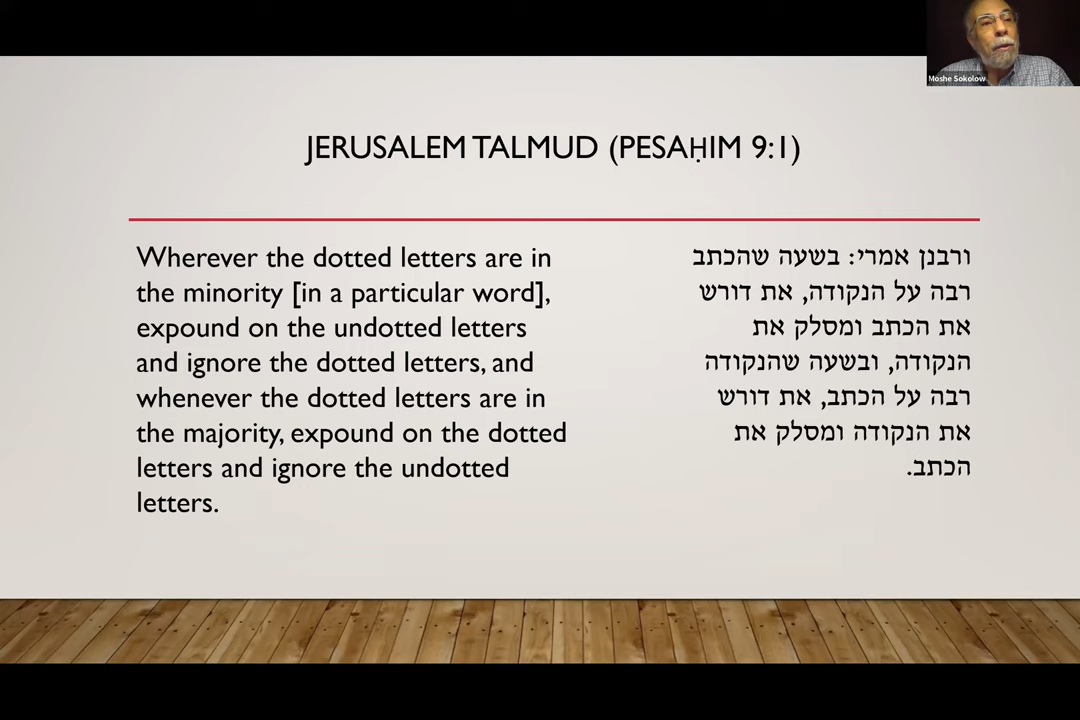 Moshe Sokolow
JERUSALEM TALMUD (PESAḤIM 9:1)
Wherever the dotted letters are in
the minority [in a particular word],
expound on the undotted letters
and ignore the dotted letters, and
whenever the dotted letters are in
the majority, expound on the dotted
letters and ignore the undotted
letters.
ורבנן אמרי: בשעה שהכתב
רבה על הנקודה, את דורש
את הכתב ומסלק את
הנקודה, ובשעה שהנקודה
רבה על הכתב, את דורש
את הנקודה ומסלק את
הכתב.